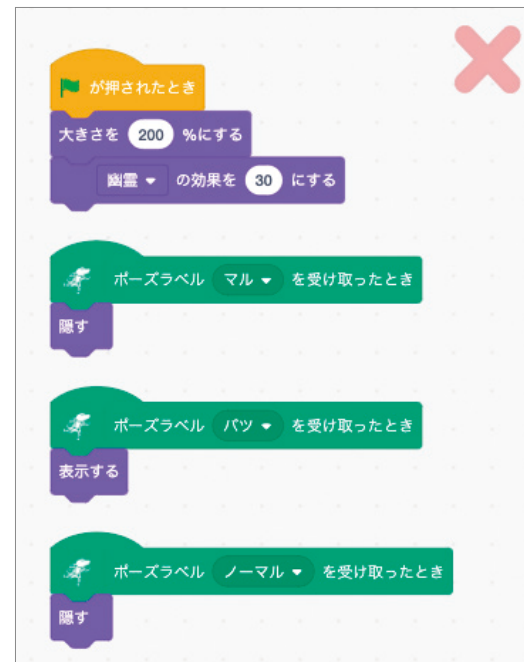 が押されたとき
大きさを 200 %にする
幽霊 の効果を 30 にする
ポーズラベル マル を受け取ったとき
隠す
ポーズラベル バツ を受け取ったとき
表示する
ポーズラベル ノーマル を受け取ったとき
隠す